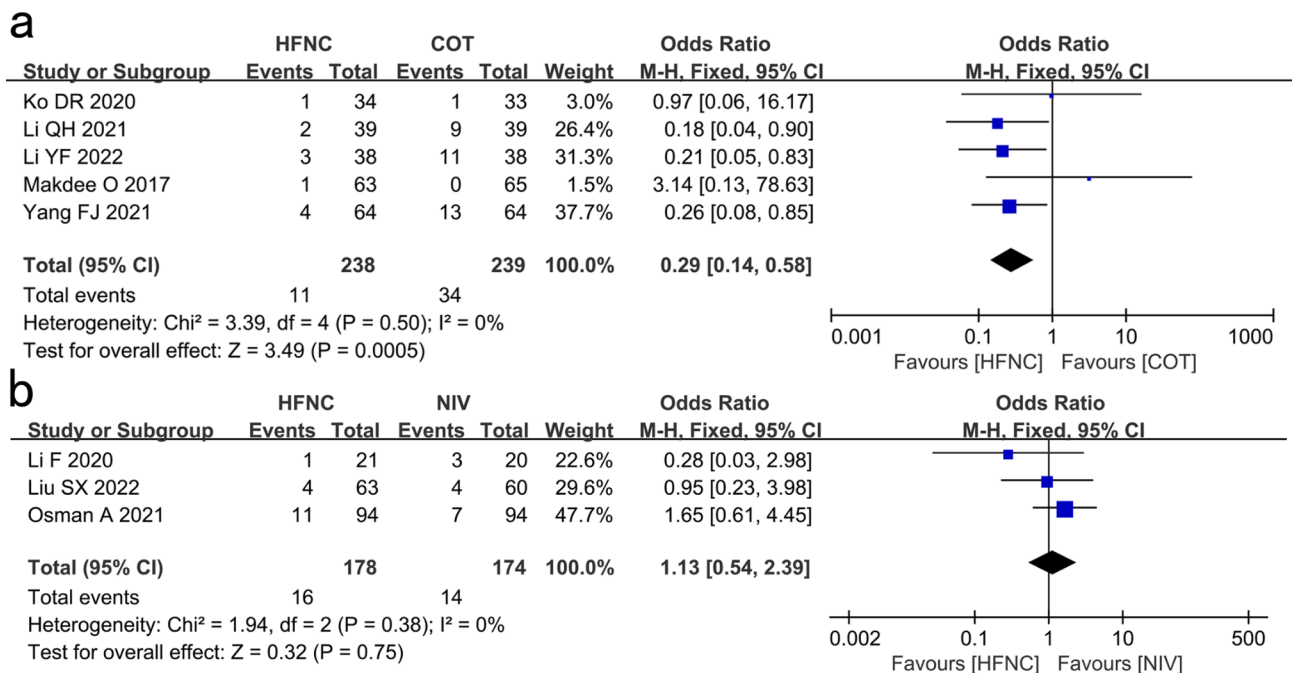 a
HFNC COT Odds Ratio Odds Ratio
Study or Subgroup Events Total Events Total Weight M-H, Fixed, 95% CI M-H, Fixed, 95% CI
Ko DR 2020 1 34 1 33 3.0% 0.97 [0.06, 16.17]
Li QH 2021 2 39 9 39 26.4% 0.18 [0.04, 0.90]
Li YF 2022 3 38 11 38 31.3% 0.21 [0.05, 0.83]
Makdee O 2017 1 63 0 65 1.5% 3.14 [0.13, 78.63]
Yang FJ 2021 4 64 13 64 37.7% 0.26 [0.08, 0.85]
Total (95% CI) 238 239 100.0% 0.29 [0.14, 0.58]
Total events 11 34
Heterogeneity: Chi² = 3.39, df = 4 (P = 0.50); I² = 0%
Test for overall effect: Z = 3.49 (P = 0.0005)
0.001 0.1 1 10 1000
Favours [HFNC] Favours [COT]
b
HFNC NIV Odds Ratio Odds Ratio
Study or Subgroup Events Total Events Total Weight M-H, Fixed, 95% CI M-H, Fixed, 95% CI
Li F 2020 1 21 3 20 22.6% 0.28 [0.03, 2.98]
Liu SX 2022 4 63 4 60 29.6% 0.95 [0.23, 3.98]
Osman A 2021 11 94 7 94 47.7% 1.65 [0.61, 4.45]
Total (95% CI) 178 174 100.0% 1.13 [0.54, 2.39]
Total events 16 14
Heterogeneity: Chi² = 1.94, df = 2 (P = 0.38); I² = 0%
Test for overall effect: Z = 0.32 (P = 0.75)
0.002 0.1 1 10 500
Favours [HFNC] Favours [NIV]